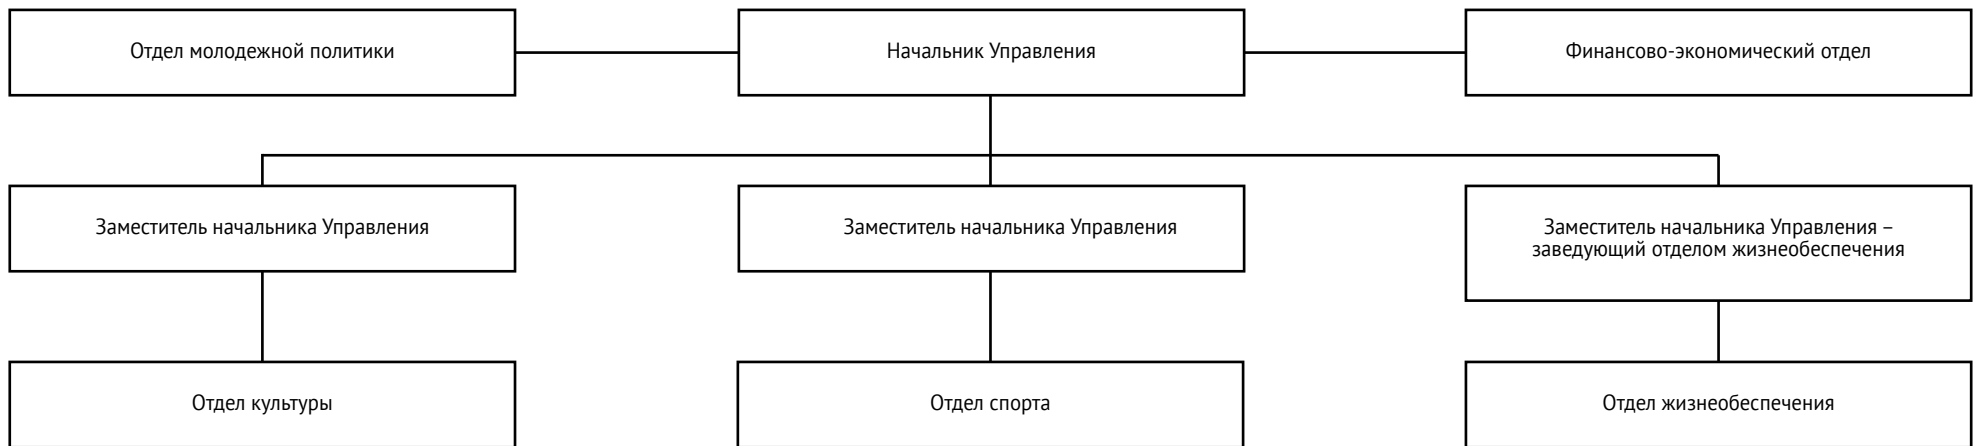 Отдел молодежной политики
Начальник Управления
Финансово-экономический отдел
Заместитель начальника Управления
Заместитель начальника Управления
Заместитель начальника Управления –
заведующий отделом жизнеобеспечения
Отдел культуры
Отдел спорта
Отдел жизнеобеспечения